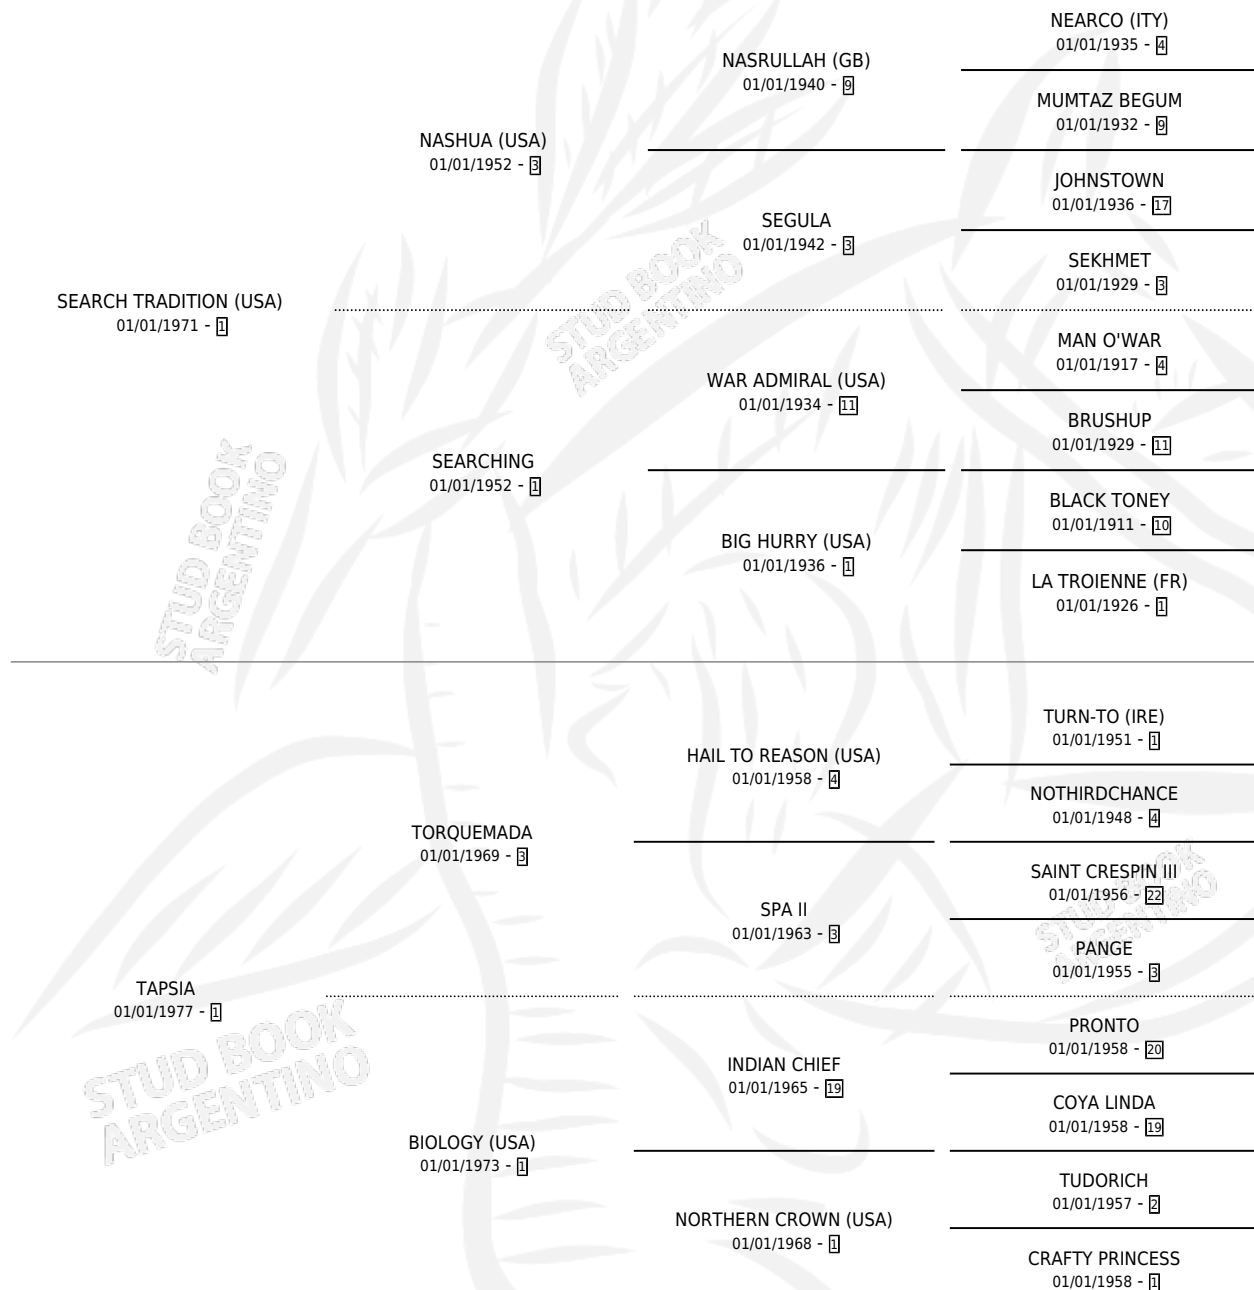 NEARCO (ITY)
01/01/1935 - 4
NASRULLAH (GB)
01/01/1940 - 9
MUMTAZ BEGUM
01/01/1932 - 9
NASHUA (USA)
01/01/1952 - 3
JOHNSTOWN
01/01/1936 - 17
SEGULA
01/01/1942 - 3
SEKHMET
01/01/1929 - 3
SEARCH TRADITION (USA)
01/01/1971 - 1
MAN O'WAR
01/01/1917 - 4
WAR ADMIRAL (USA)
01/01/1934 - 11
BRUSHUP
01/01/1929 - 11
SEARCHING
01/01/1952 - 1
BLACK TONEY
01/01/1911 - 10
BIG HURRY (USA)
01/01/1936 - 1
LA TROIENNE (FR)
01/01/1926 - 1
TURN-TO (IRE)
01/01/1951 - 1
HAIL TO REASON (USA)
01/01/1958 - 4
NOTHIRDCHANCE
01/01/1948 - 4
TORQUEMADA
01/01/1969 - 3
SAINT CRESPIN III
01/01/1956 - 22
SPA II
01/01/1963 - 3
PANGE
01/01/1955 - 3
TAPSIA
01/01/1977 - 1
PRONTO
01/01/1958 - 20
INDIAN CHIEF
01/01/1965 - 19
COYA LINDA
01/01/1958 - 19
BIOLOGY (USA)
01/01/1973 - 1
TUDORICH
01/01/1957 - 2
NORTHERN CROWN (USA)
01/01/1968 - 1
CRAFTY PRINCESS
01/01/1958 - 1
STUD BOOK
ARGENTINO
STUD BOOK
ARGENTINO
STUD BOOK
ARGENTINO
STUD BOOK
ARGENTINO